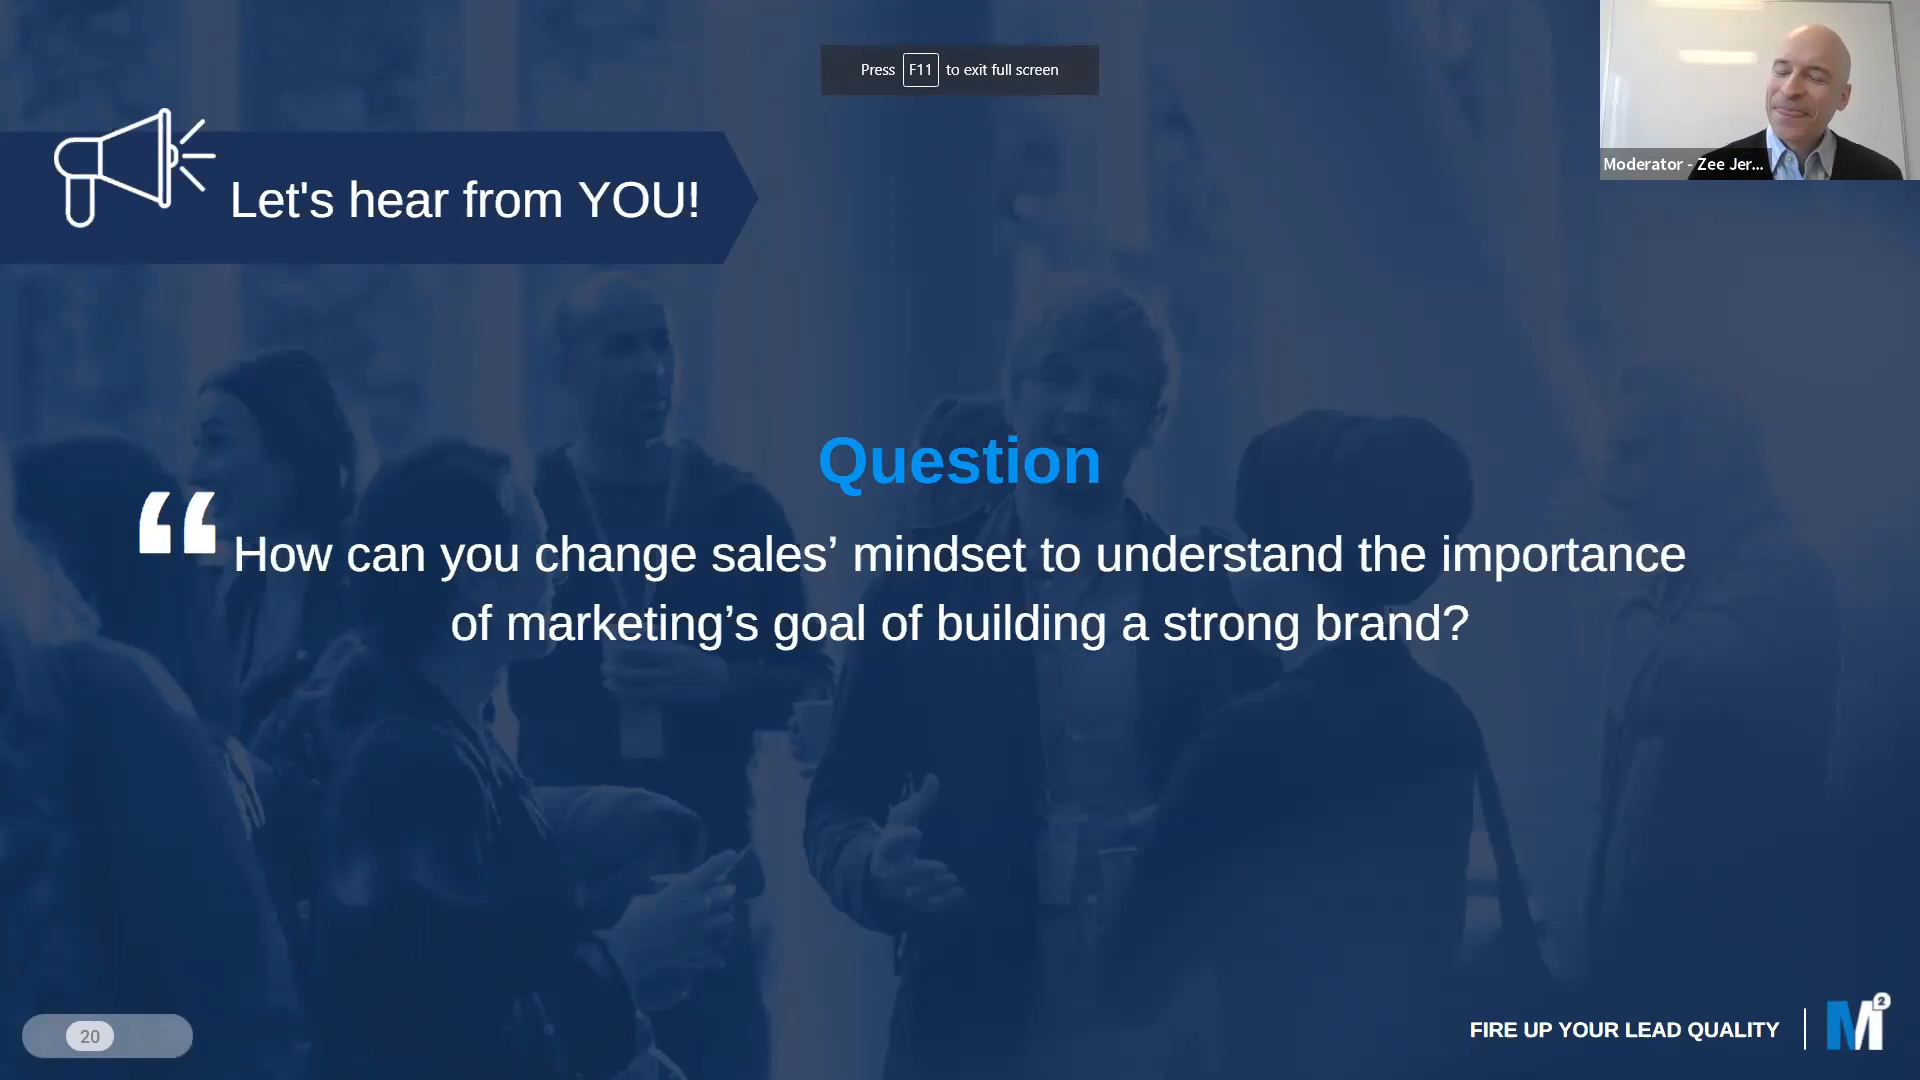 Press F11 to exit full screen
Moderator - Zee Jer...
Let's hear from YOU!
Question
“ How can you change sales’ mindset to understand the importance
of marketing’s goal of building a strong brand?
20
FIRE UP YOUR LEAD QUALITY
M2